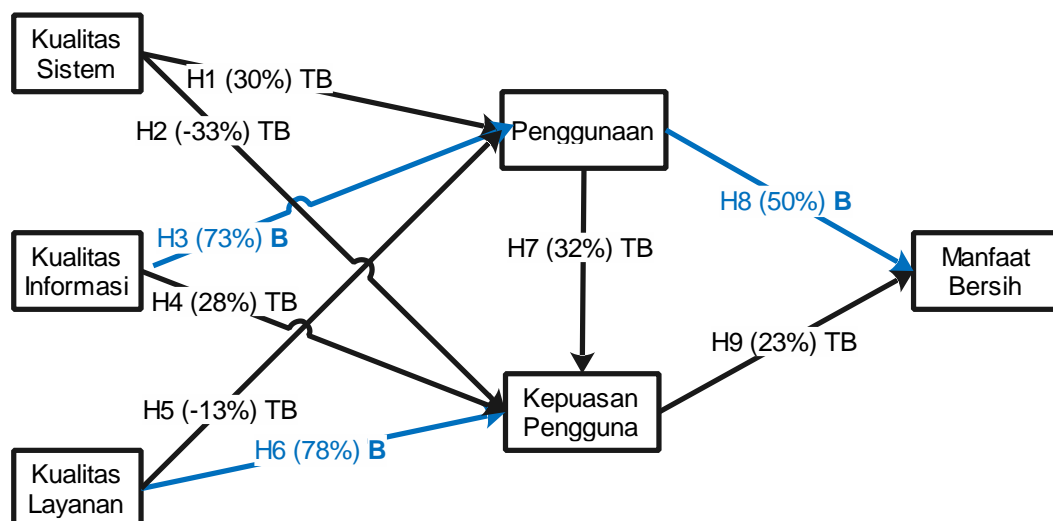 Kualitas
Sistem
H1 (30%) TB
H2 (-33%) TB
Penggunaan
H3 (73%) B
H8 (50%) B
Kualitas
Informasi
H7 (32%) TB
Manfaat
Bersih
H4 (28%) TB
H9 (23%) TB
H5 (-13%) TB
Kepuasan
Pengguna
H6 (78%) B
Kualitas
Layanan